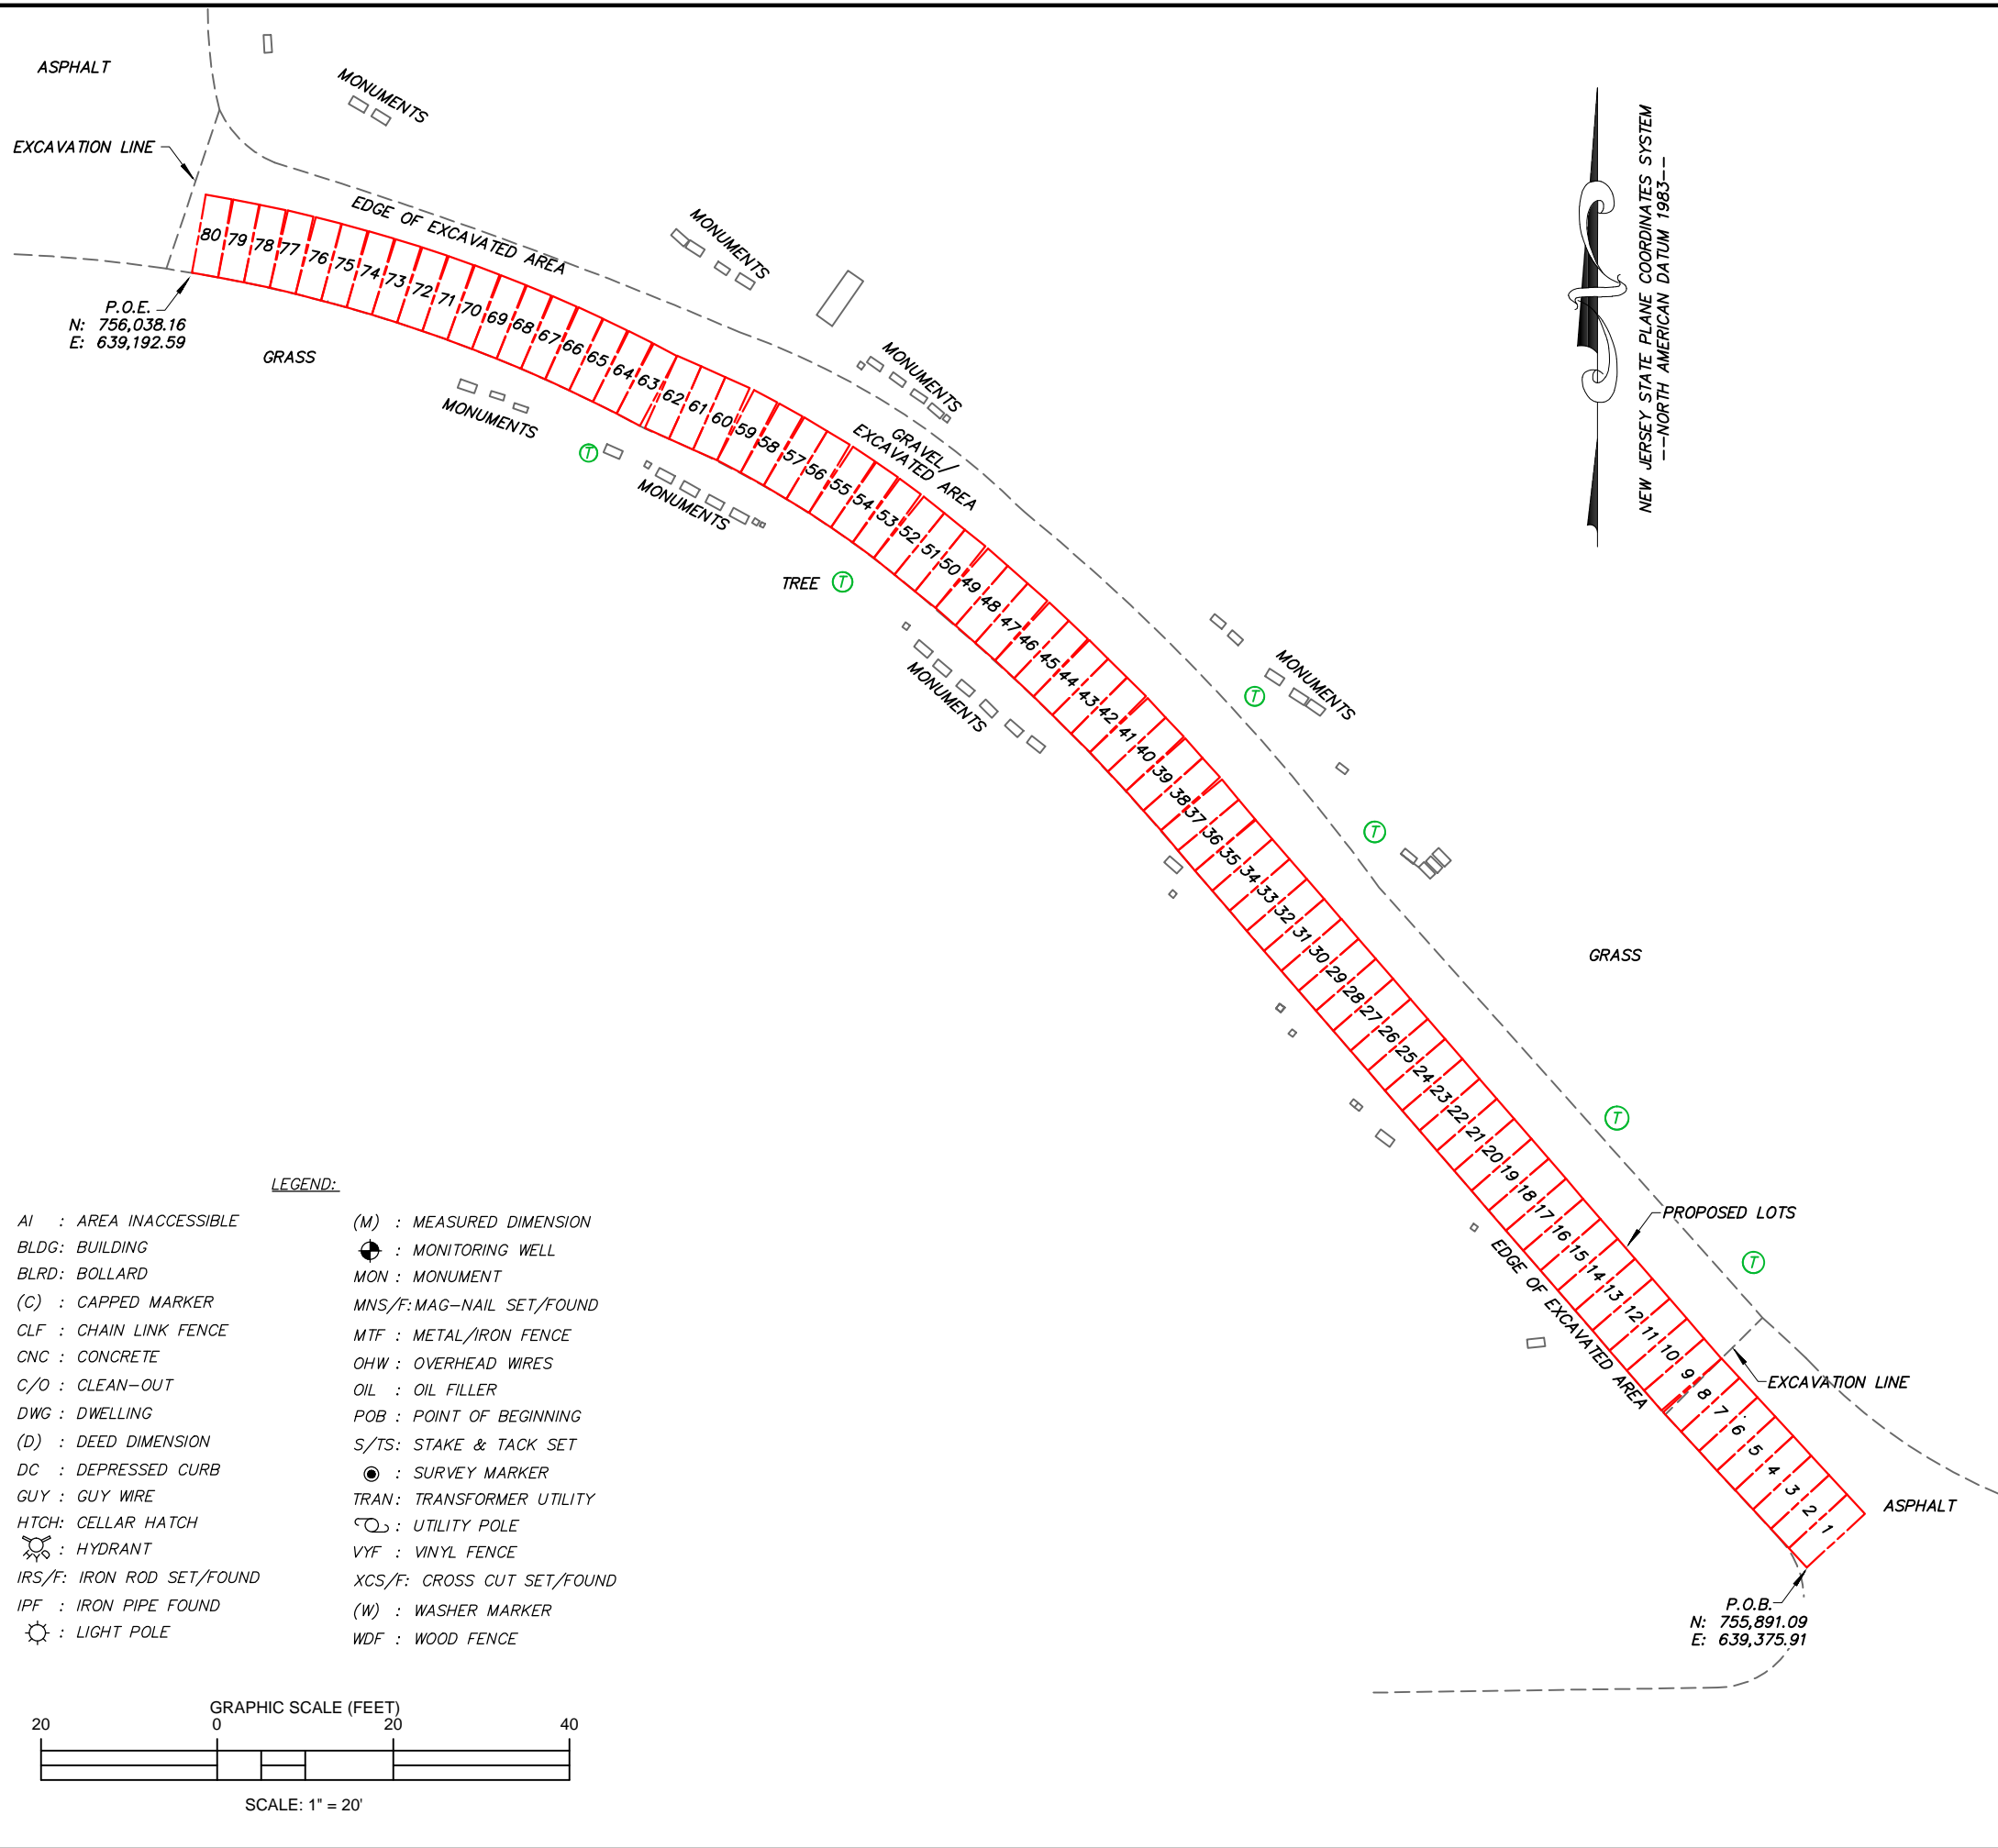 ASPHALT
MONUMENTS
EXCAVATION LINE
NEW JERSEY STATE PLANE COORDINATES SYSTEM
--NORTH AMERICAN DATUM 1983--
EDGE OF EXCAVATED AREA
MONUMENTS
80 79 78 77 76 75 74 73 72 71 70 69 68 67 66 65 64 63 62 61 60 59 58 57 56 55 54 53 52 51 50 49 48 47 46 45 44 43 42 41 40 39 38 37 36 35 34 33 32 31 30 29 28 27 26 25 24 23 22 21 20 19 18 17 16 15 14 13 12 11 10 9 8 7 6 5 4 3 2 1
P.O.E.
N: 756,038.16
E: 639,192.59
GRASS
MONUMENTS
MONUMENTS
GRAVEL/
EXCAVATED AREA
T
MONUMENTS
TREE T
MONUMENTS
MONUMENTS
T
T
GRASS
T
PROPOSED LOTS
T
EDGE OF EXCAVATED AREA
EXCAVATION LINE
ASPHALT
P.O.B.
N: 755,891.09
E: 639,375.91
LEGEND:
AI : AREA INACCESSIBLE
BLDG: BUILDING
BLRD: BOLLARD
(C) : CAPPED MARKER
CLF : CHAIN LINK FENCE
CNC : CONCRETE
C/O : CLEAN-OUT
DWG : DWELLING
(D) : DEED DIMENSION
DC : DEPRESSED CURB
GUY : GUY WIRE
HTCH: CELLAR HATCH
: HYDRANT
IRS/F: IRON ROD SET/FOUND
IPF : IRON PIPE FOUND
: LIGHT POLE
(M) : MEASURED DIMENSION
: MONITORING WELL
MON : MONUMENT
MNS/F: MAG-NAIL SET/FOUND
MTF : METAL/IRON FENCE
OHW : OVERHEAD WIRES
OIL : OIL FILLER
POB : POINT OF BEGINNING
S/TS: STAKE & TACK SET
: SURVEY MARKER
TRAN: TRANSFORMER UTILITY
: UTILITY POLE
VYF : VINYL FENCE
XCS/F: CROSS CUT SET/FOUND
(W) : WASHER MARKER
WDF : WOOD FENCE
GRAPHIC SCALE (FEET)
20 0 20 40
SCALE: 1" = 20'